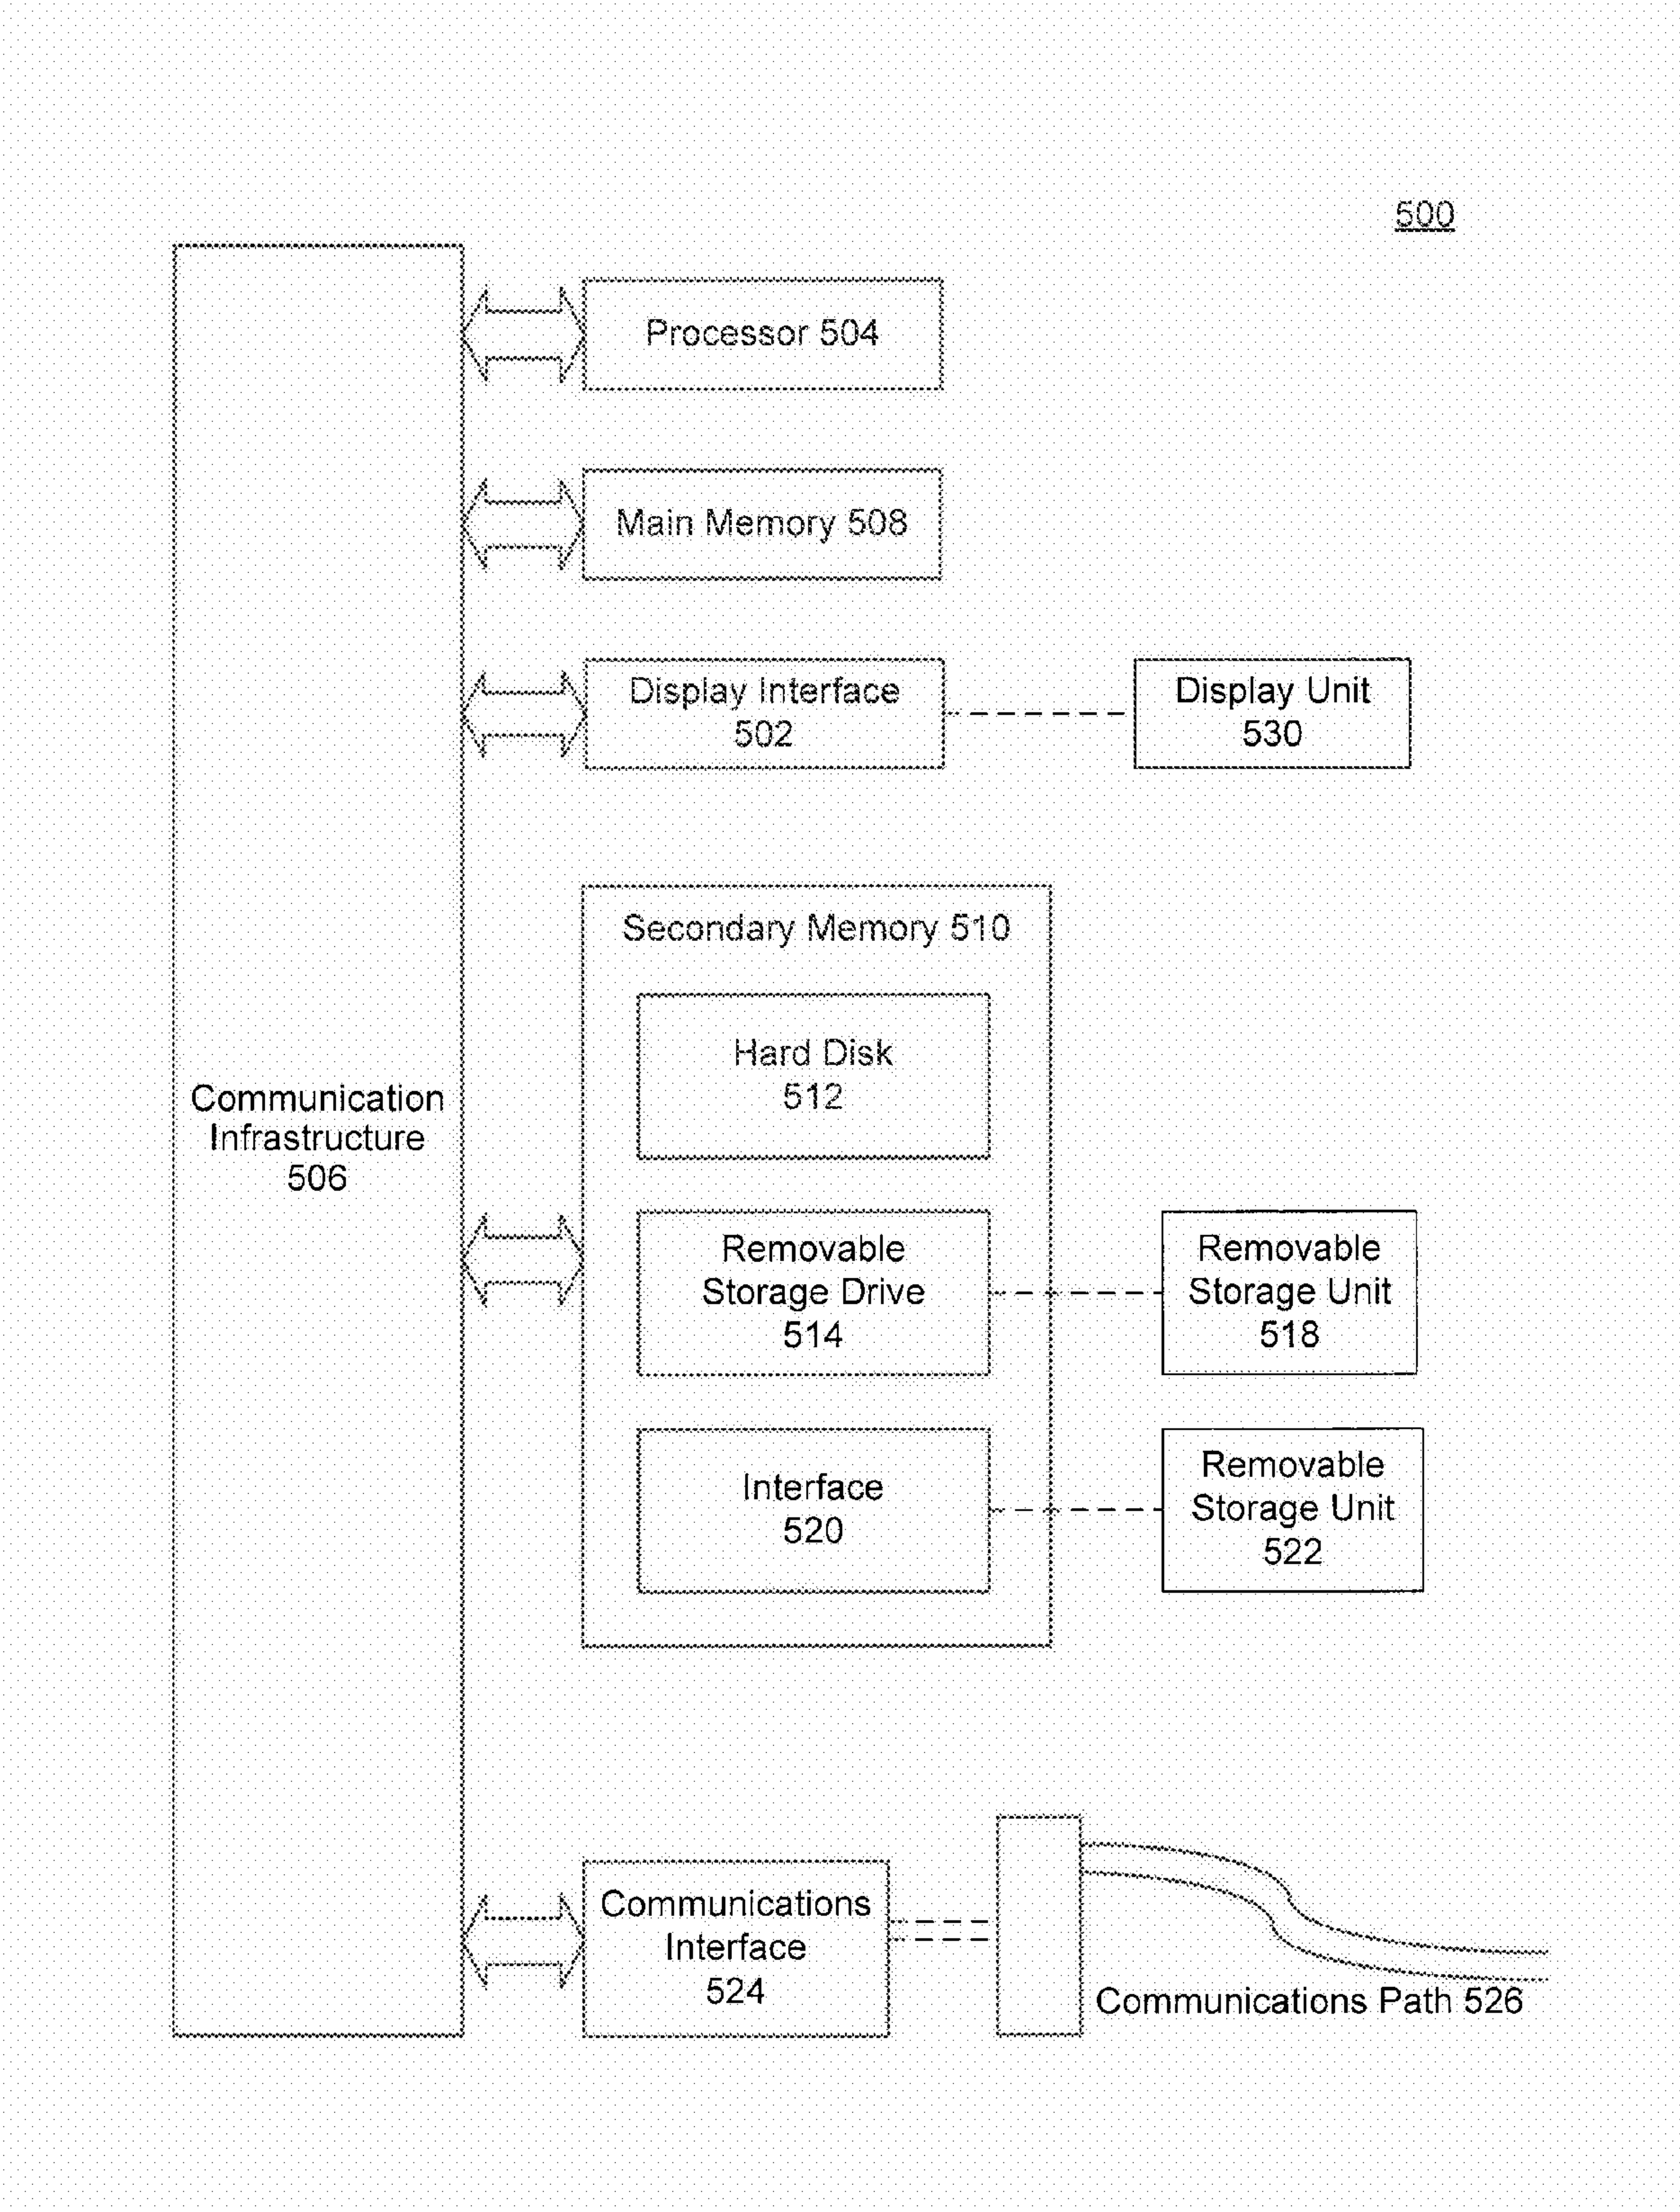 500
Processor 504
Main Memory 508
Display Interface
502
Display Unit
530
Secondary Memory 510
Hard Disk
512
Communication
Infrastructure
506
Removable
Storage Drive
514
Removable
Storage Unit
518
Interface
520
Removable
Storage Unit
522
Communications
Interface
524
Communications Path 526